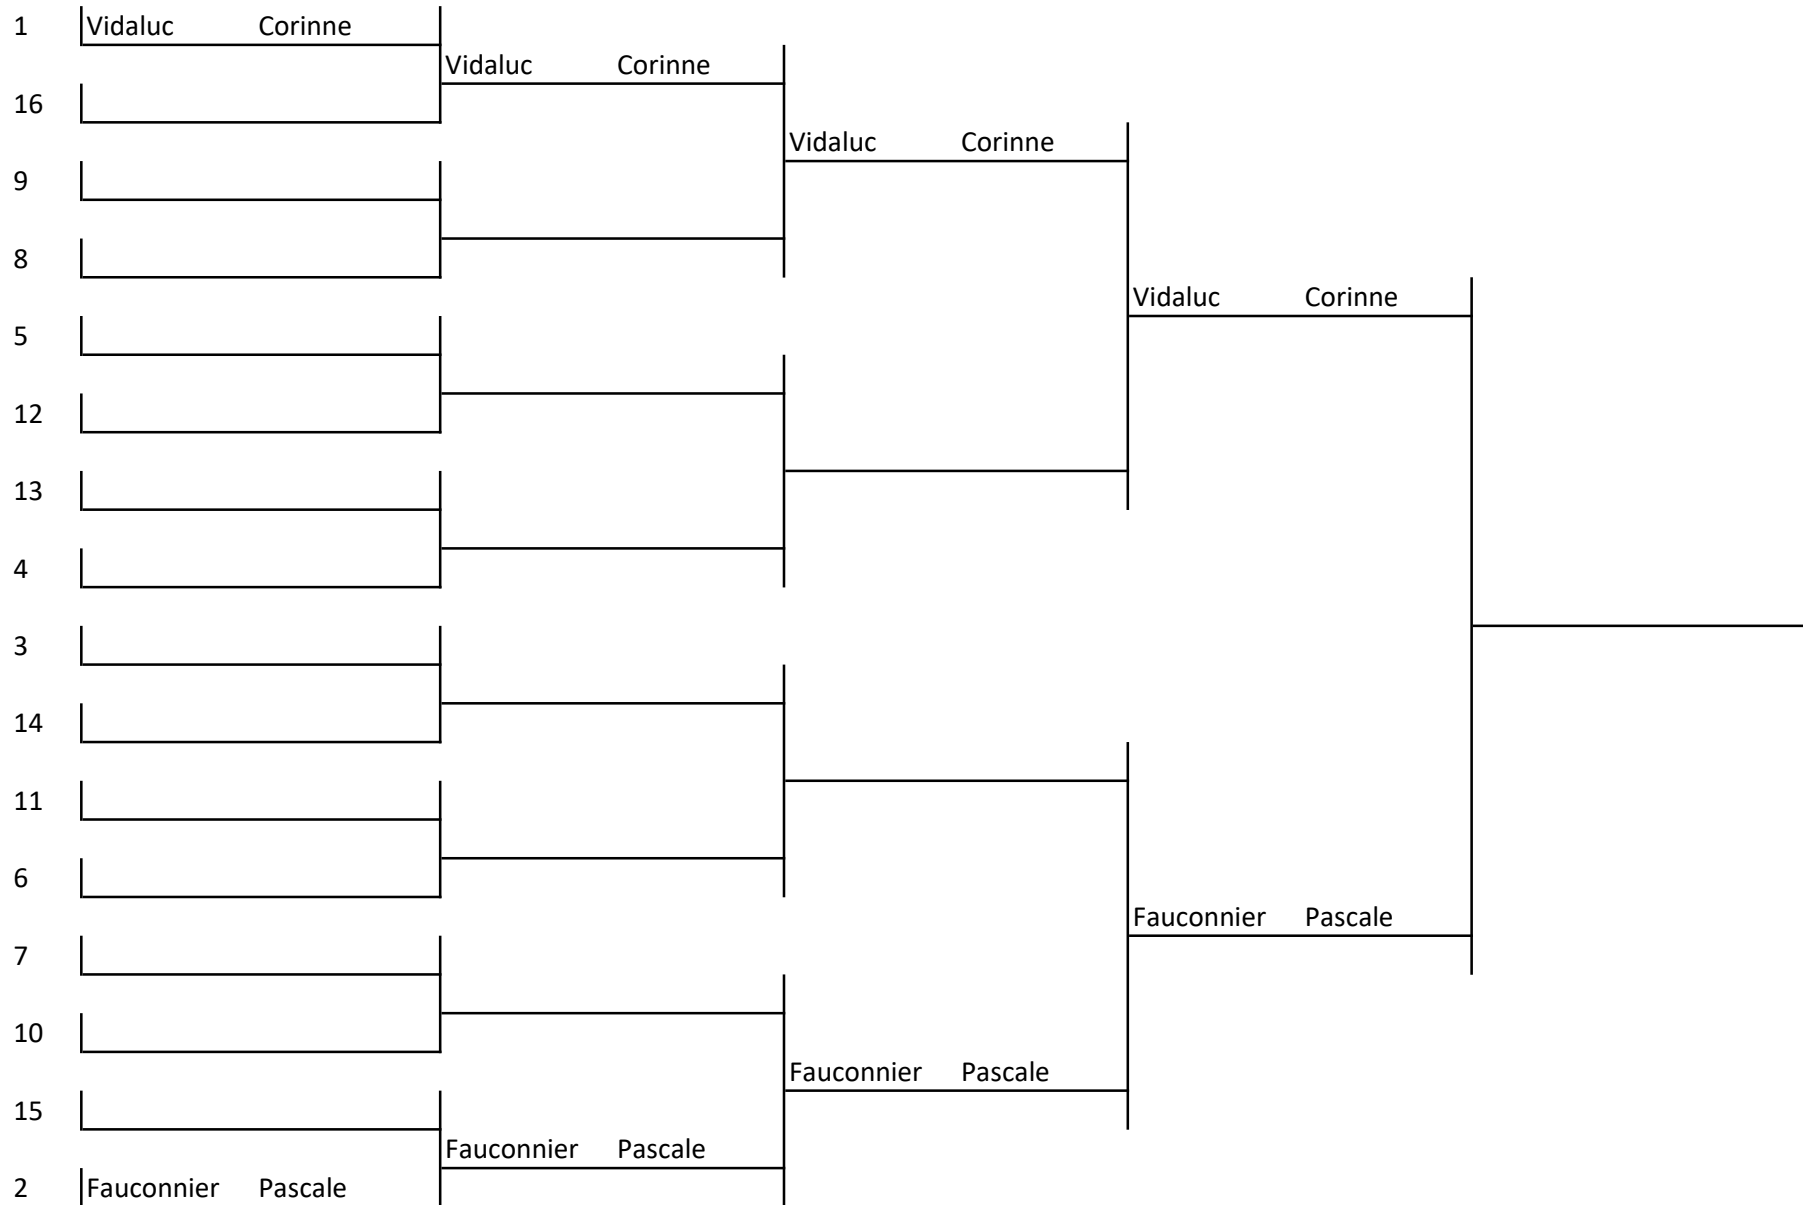 1 Vidaluc Corinne
Vidaluc Corinne
16
Vidaluc Corinne
9
8
Vidaluc Corinne
5
12
13
4
3
14
11
6
Fauconnier Pascale
7
10
Fauconnier Pascale
15
Fauconnier Pascale
2 Fauconnier Pascale